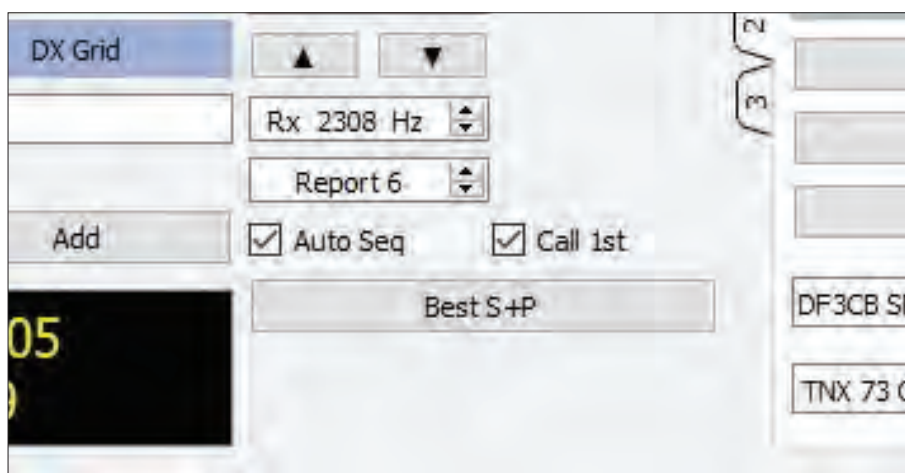 DX Grid
▲ ▼
2
3
Rx 2308 Hz
Report 6
Add
Auto Seq
Call 1st
Best S+P
05
9
DF3CB
TNX 73